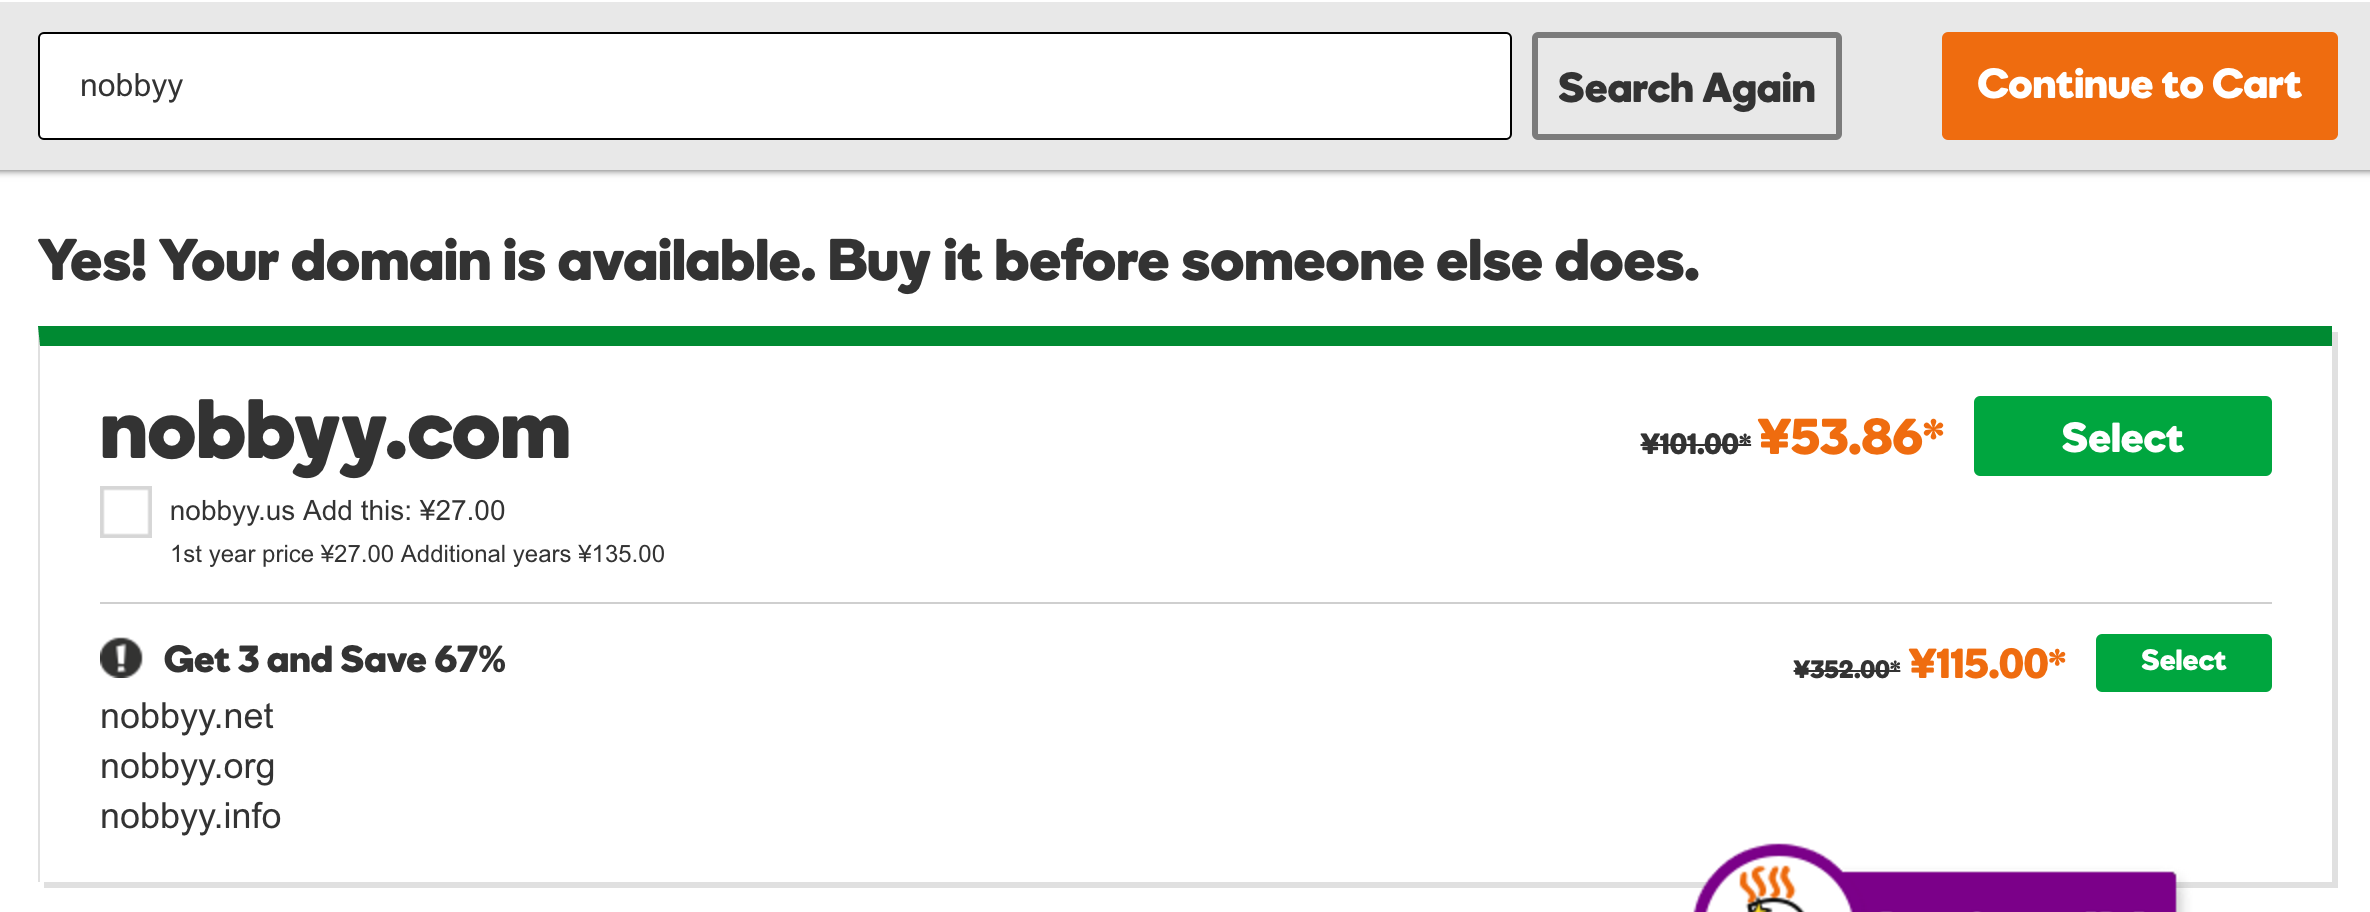 nobbyy
Search Again
Continue to Cart
Yes! Your domain is available. Buy it before someone else does.
nobbyy.com
¥101.00* ¥53.86*
Select
nobbyy.us Add this: ¥27.00
1st year price ¥27.00 Additional years ¥135.00
Get 3 and Save 67%
¥352.00* ¥115.00*
Select
nobbyy.net
nobbyy.org
nobbyy.info